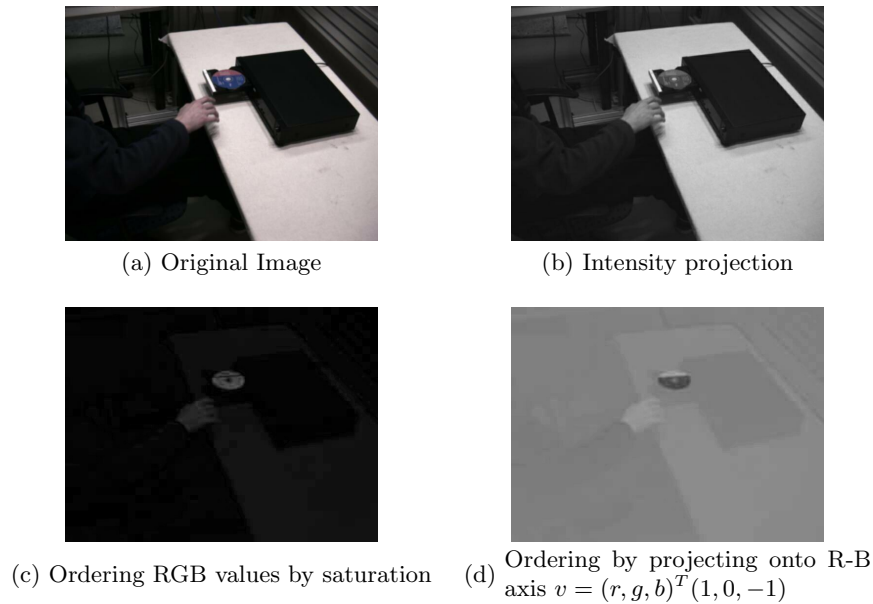 (a) Original Image
(b) Intensity projection
(c) Ordering RGB values by saturation
(d) Ordering by projecting onto R-B
axis v = (r, g, b)^T (1, 0, −1)